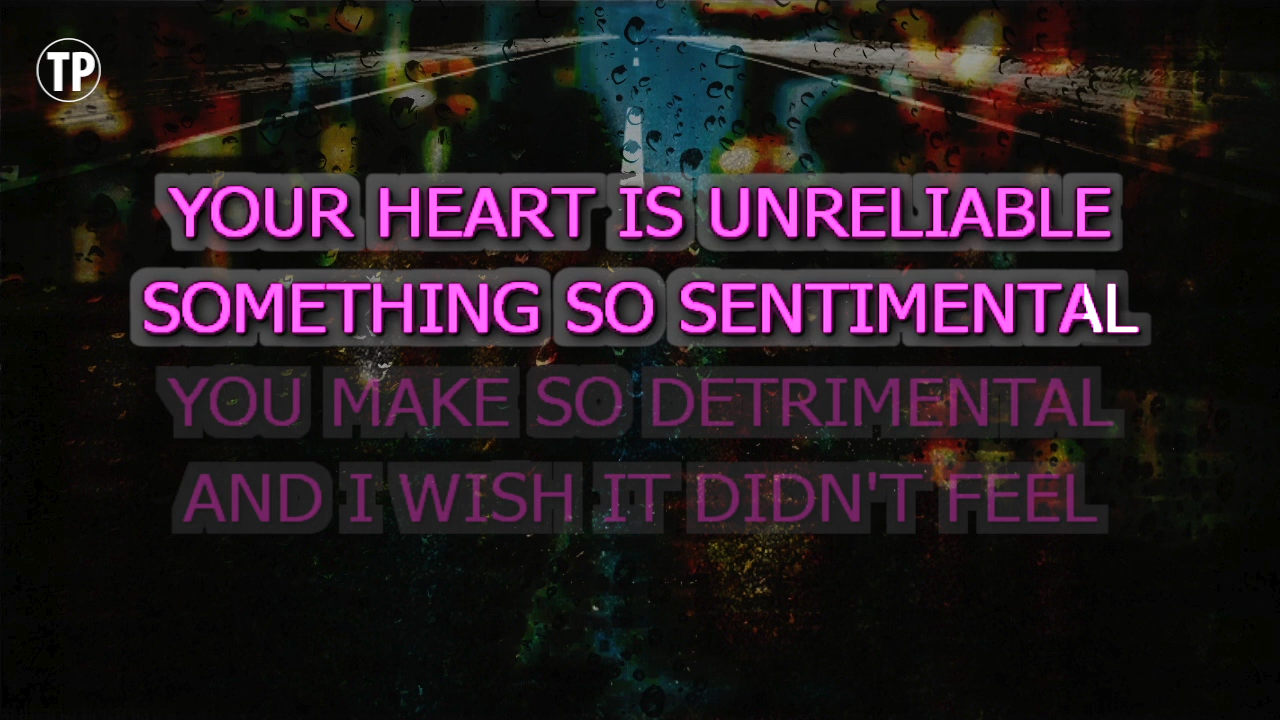 TP
YOUR HEART IS UNRELIABLE
SOMETHING SO SENTIMENTAL
YOU MAKE SO DETRIMENTAL
AND I WISH IT DIDN'T FEEL